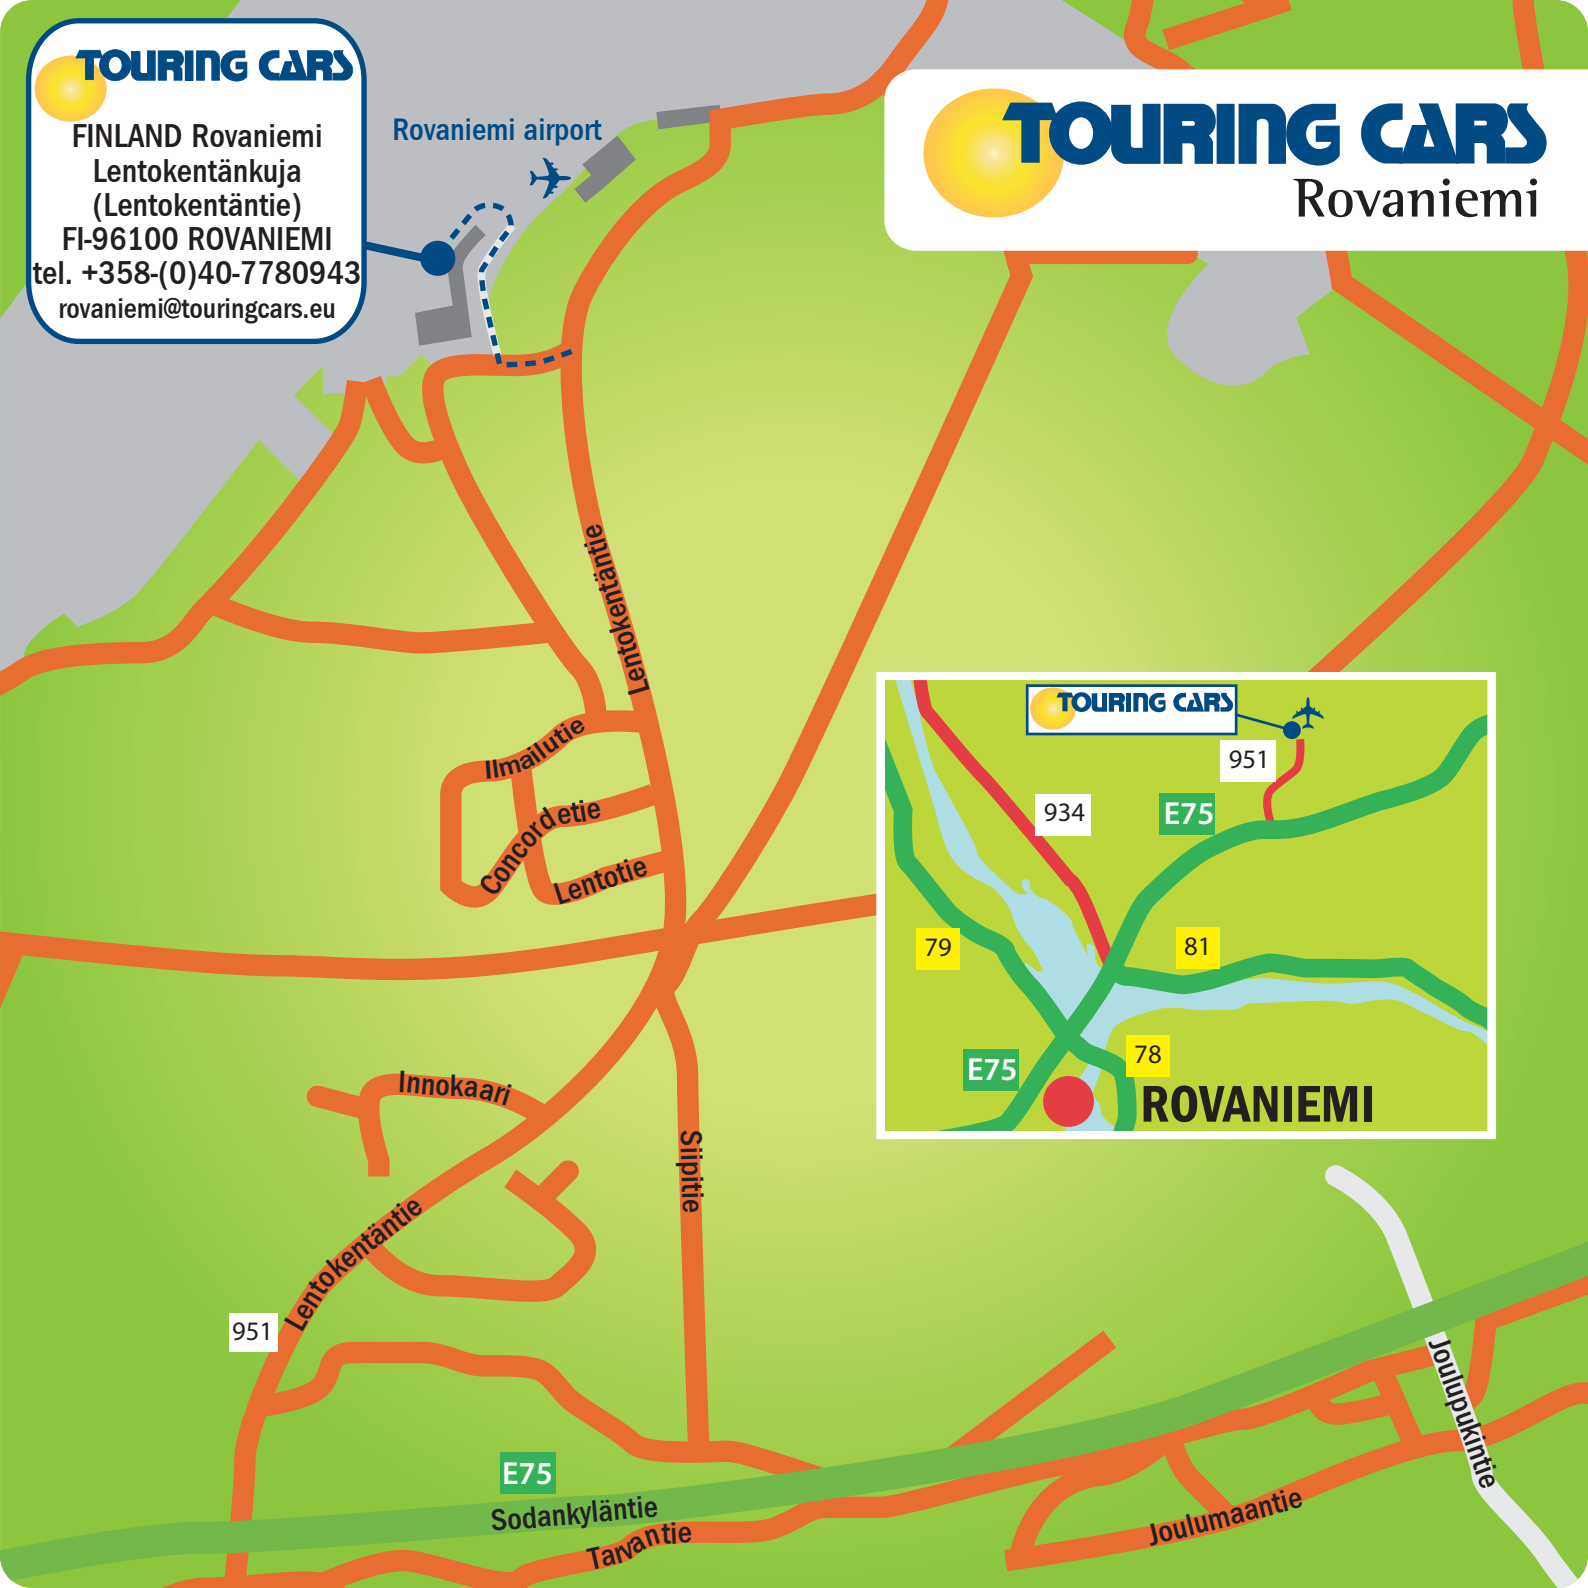 TOURING CARS
FINLAND Rovaniemi
Lentokentänkuja
(Lentokentäntie)
FI-96100 ROVANIEMI
tel. +358-(0)40-7780943
rovaniemi@touringcars.eu
Rovaniemi airport
TOURING CARS
Rovaniemi
Lentokentäntie
Ilmailutie
Concordetie
Lentotie
TOURING CARS
951
934
E75
79
81
E75
78
ROVANIEMI
Innokaari
Siipitie
Lentokentäntie
951
E75
Sodankyläntie
Tarvantie
Joulumaantie
Joulupukintie